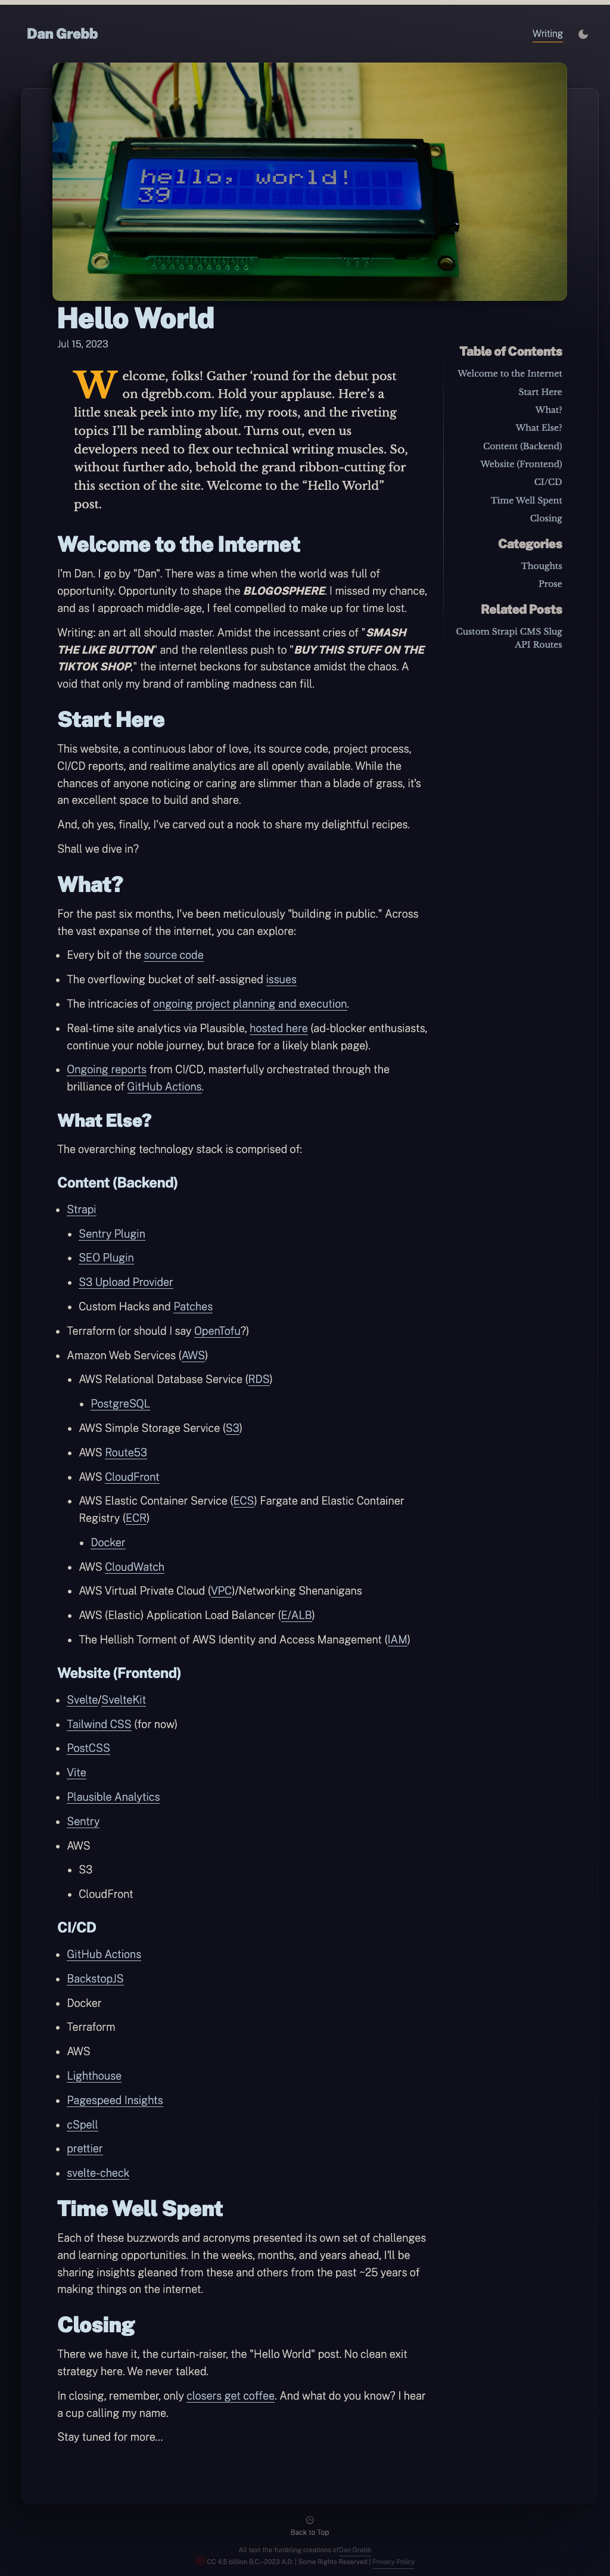 Dan Grebb
Writing
hello, world!
39
Hello World
Jul 15, 2023
Welcome, folks! Gather ‘round for the debut post
on dgrebb.com. Hold your applause. Here’s a
little sneak peek into my life, my roots, and the riveting
topics I’ll be rambling about. Turns out, even us
developers need to flex our technical writing muscles. So,
without further ado, behold the grand ribbon-cutting for
this section of the site. Welcome to the “Hello World”
post.
Table of Contents
Welcome to the Internet
Start Here
What?
What Else?
Content (Backend)
Website (Frontend)
CI/CD
Time Well Spent
Closing
Categories
Thoughts
Prose
Related Posts
Custom Strapi CMS Slug
API Routes
Welcome to the Internet
I'm Dan. I go by "Dan". There was a time when the world was full of
opportunity. Opportunity to shape the BLOGOSPHERE. I missed my chance,
and as I approach middle-age, I feel compelled to make up for time lost.
Writing: an art all should master. Amidst the incessant cries of "SMASH
THE LIKE BUTTON" and the relentless push to "BUY THIS STUFF ON THE
TIKTOK SHOP," the internet beckons for substance amidst the chaos. A
void that only my brand of rambling madness can fill.
Start Here
This website, a continuous labor of love, its source code, project process,
CI/CD reports, and realtime analytics are all openly available. While the
chances of anyone noticing or caring are slimmer than a blade of grass, it's
an excellent space to build and share.
And, oh yes, finally, I've carved out a nook to share my delightful recipes.
Shall we dive in?
What?
For the past six months, I've been meticulously "building in public." Across
the vast expanse of the internet, you can explore:
• Every bit of the source code
• The overflowing bucket of self-assigned issues
• The intricacies of ongoing project planning and execution.
• Real-time site analytics via Plausible, hosted here (ad-blocker enthusiasts,
continue your noble journey, but brace for a likely blank page).
• Ongoing reports from CI/CD, masterfully orchestrated through the
brilliance of GitHub Actions.
What Else?
The overarching technology stack is comprised of:
Content (Backend)
• Strapi
• Sentry Plugin
• SEO Plugin
• S3 Upload Provider
• Custom Hacks and Patches
• Terraform (or should I say OpenTofu?)
• Amazon Web Services (AWS)
• AWS Relational Database Service (RDS)
• PostgreSQL
• AWS Simple Storage Service (S3)
• AWS Route53
• AWS CloudFront
• AWS Elastic Container Service (ECS) Fargate and Elastic Container
Registry (ECR)
• Docker
• AWS CloudWatch
• AWS Virtual Private Cloud (VPC)/Networking Shenanigans
• AWS (Elastic) Application Load Balancer (E/ALB)
• The Hellish Torment of AWS Identity and Access Management (IAM)
Website (Frontend)
• Svelte/SvelteKit
• Tailwind CSS (for now)
• PostCSS
• Vite
• Plausible Analytics
• Sentry
• AWS
• S3
• CloudFront
CI/CD
• GitHub Actions
• BackstopJS
• Docker
• Terraform
• AWS
• Lighthouse
• Pagespeed Insights
• cSpell
• prettier
• svelte-check
Time Well Spent
Each of these buzzwords and acronyms presented its own set of challenges
and learning opportunities. In the weeks, months, and years ahead, I'll be
sharing insights gleaned from these and others from the past ~25 years of
making things on the internet.
Closing
There we have it, the curtain-raiser, the "Hello World" post. No clean exit
strategy here. We never talked.
In closing, remember, only closers get coffee. And what do you know? I hear
a cup calling my name.
Stay tuned for more...
Back to Top
All text the fumbling creations ofDan Grebb
CC 4.5 billion B.C.–2023 A.D. | Some Rights Reserved | Privacy Policy